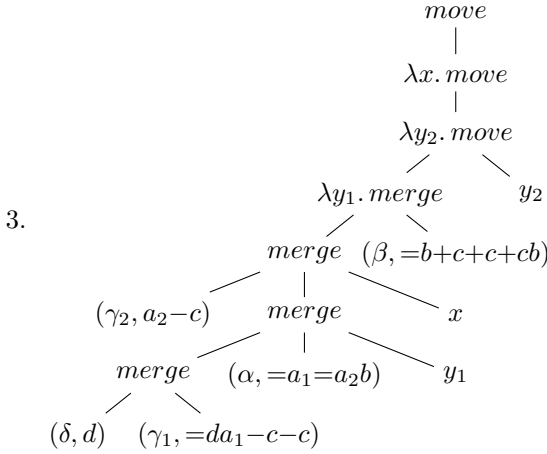 move
λx. move
λy₂. move
λy₁. merge y₂
3.
merge (β, =b+c+c+cb)
(γ₂, a₂−c) merge x
merge (α, =a₁=a₂b) y₁
(δ, d) (γ₁, =da₁−c−c)